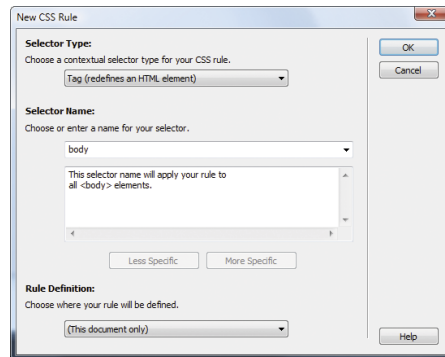 New CSS Rule
Selector Type:
Choose a contextual selector type for your CSS rule.
Tag (redefines an HTML element)
OK
Cancel
Selector Name:
Choose or enter a name for your selector.
body
This selector name will apply your rule to
all <body> elements.
Less Specific
More Specific
Rule Definition:
Choose where your rule will be defined.
(This document only)
Help